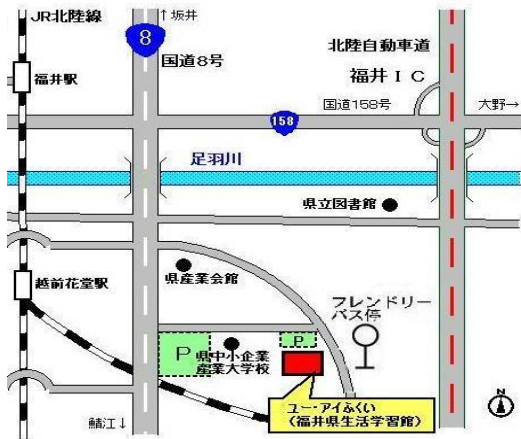 JR北陸線
↑坂井
8
国道8号
福井駅
北陸自動車道
福井IC
国道158号
大野→
158
足羽川
県立図書館
越前花堂駅
県産業会館
フレンドリー
バス停
P
P
県中小企業
産業大学校
ユー・アイふくい
(福井県生活学習館)
鯖江↓
N